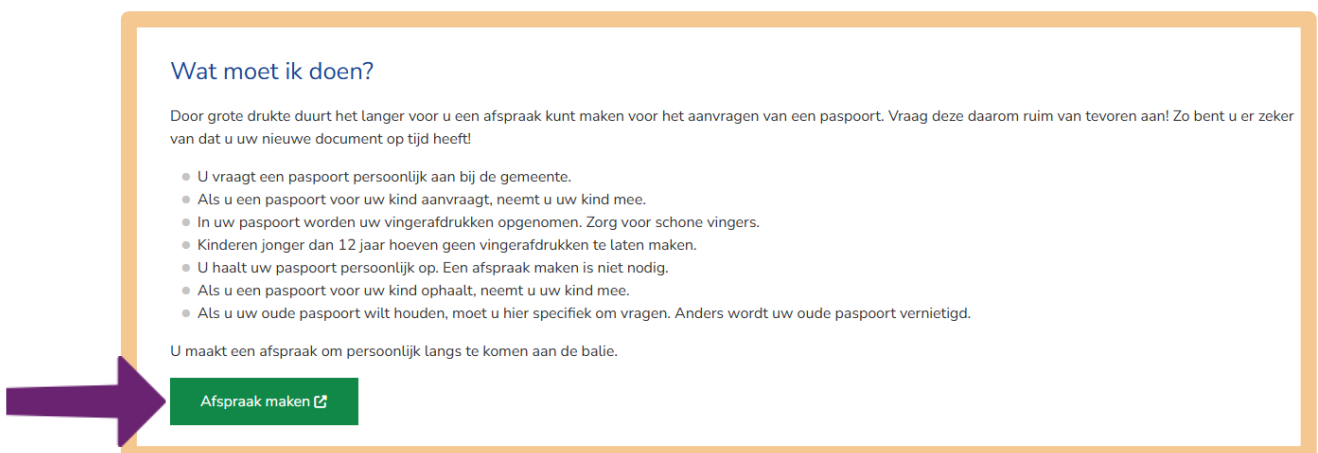 Wat moet ik doen?
Door grote drukte duurt het langer voor u een afspraak kunt maken voor het aanvragen van een paspoort. Vraag deze daarom ruim van tevoren aan! Zo bent u er zeker
van dat u uw nieuwe document op tijd heeft!
U vraagt een paspoort persoonlijk aan bij de gemeente.
Als u een paspoort voor uw kind aanvraagt, neemt u uw kind mee.
In uw paspoort worden uw vingerafdrukken opgenomen. Zorg voor schone vingers.
Kinderen jonger dan 12 jaar hoeven geen vingerafdrukken te laten maken.
U haalt uw paspoort persoonlijk op. Een afspraak maken is niet nodig.
Als u een paspoort voor uw kind ophaalt, neemt u uw kind mee.
Als u uw oude paspoort wilt houden, moet u hier specifiek om vragen. Anders wordt uw oude paspoort vernietigd.
U maakt een afspraak om persoonlijk langs te komen aan de balie.
Afspraak maken